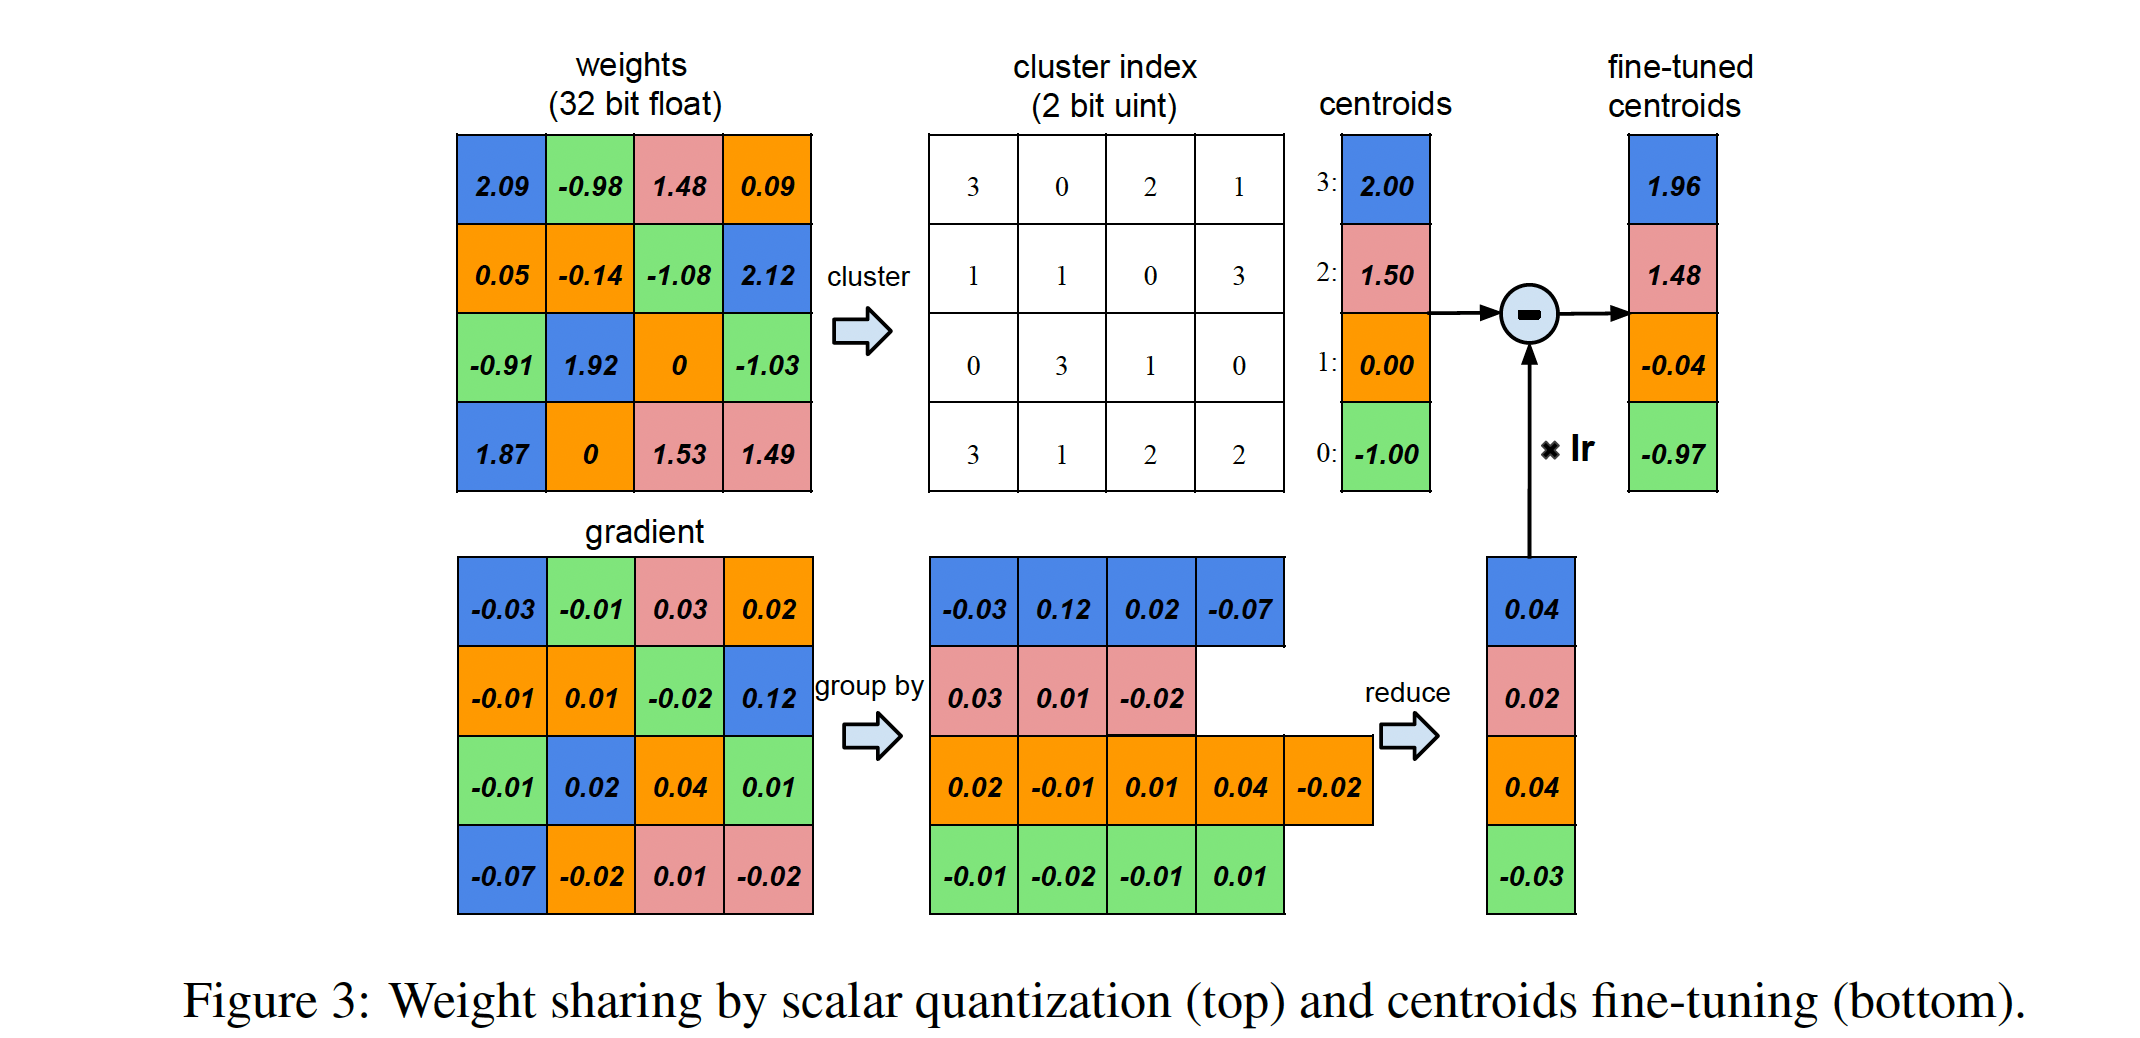 weights
(32 bit float)
cluster index
(2 bit uint)
centroids
fine-tuned
centroids
2.09 -0.98 1.48 0.09
0.05 -0.14 -1.08 2.12
-0.91 1.92 0 -1.03
1.87 0 1.53 1.49
cluster
3 0 2 1
1 1 0 3
0 3 1 0
3 1 2 2
3: 2.00
2: 1.50
1: 0.00
0: -1.00
-
× lr
1.96
1.48
-0.04
-0.97
gradient
-0.03 -0.01 0.03 0.02
-0.01 0.01 -0.02 0.12
-0.01 0.02 0.04 0.01
-0.07 -0.02 0.01 -0.02
group by
-0.03 0.12 0.02 -0.07
0.03 0.01 -0.02
0.02 -0.01 0.01 0.04 -0.02
-0.01 -0.02 -0.01 0.01
reduce
0.04
0.02
0.04
-0.03
Figure 3: Weight sharing by scalar quantization (top) and centroids fine-tuning (bottom).